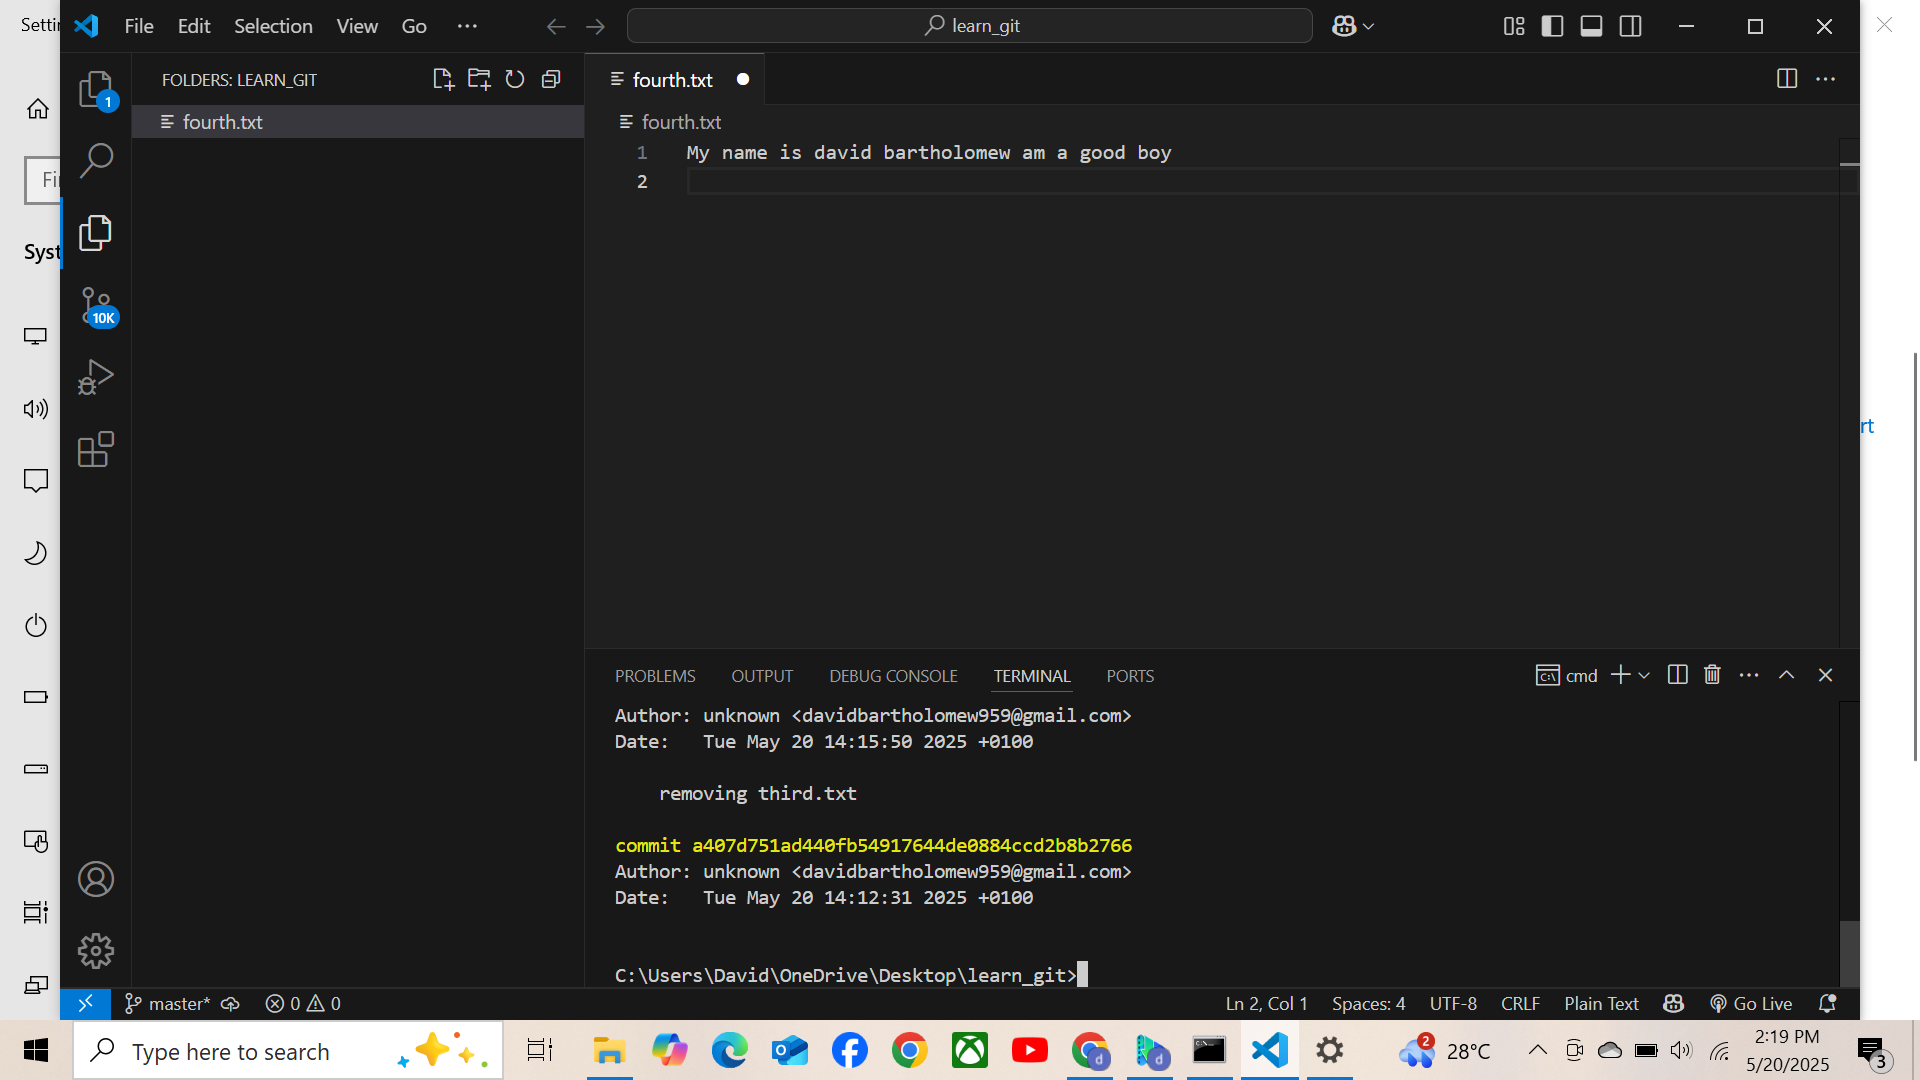 Setti
File Edit Selection View Go ··· learn_git
FOLDERS: LEARN_GIT
1
fourth.txt
fourth.txt
fourth.txt
Fi
Syst
10K
1 My name is david bartholomew am a good boy
2
rt
PROBLEMS OUTPUT DEBUG CONSOLE TERMINAL PORTS
cmd
Author: unknown <davidbartholomew959@gmail.com>
Date: Tue May 20 14:15:50 2025 +0100
removing third.txt
commit a407d751ad440fb54917644de0884ccd2b8b2766
Author: unknown <davidbartholomew959@gmail.com>
Date: Tue May 20 14:12:31 2025 +0100
C:\Users\David\OneDrive\Desktop\learn_git>
master* 0 0 Ln 2, Col 1 Spaces: 4 UTF-8 CRLF Plain Text Go Live
Type here to search
d
d
2
28°C
2:19 PM
5/20/2025
3